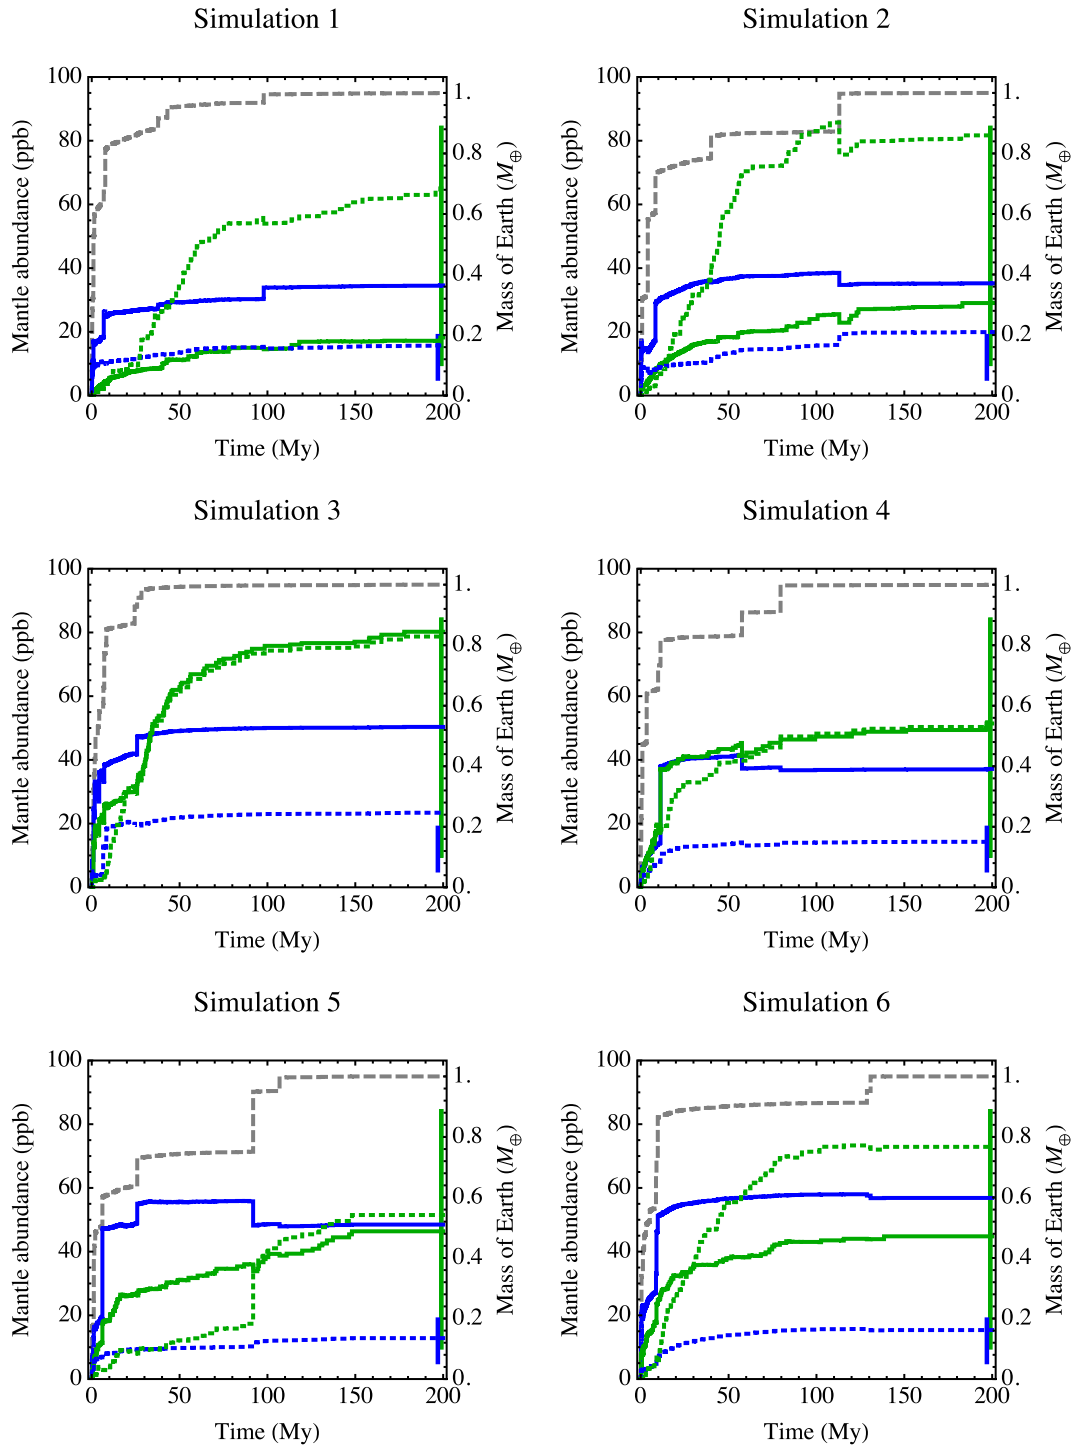 Simulation 1
Mantle abundance (ppb)
100
80
60
40
20
0
1.
0.8
0.6
0.4
0.2
0.
Mass of Earth (M⊕)
0 50 100 150 200
Time (My)
Simulation 2
Mantle abundance (ppb)
100
80
60
40
20
0
1.
0.8
0.6
0.4
0.2
0.
Mass of Earth (M⊕)
0 50 100 150 200
Time (My)
Simulation 3
Mantle abundance (ppb)
100
80
60
40
20
0
1.
0.8
0.6
0.4
0.2
0.
Mass of Earth (M⊕)
0 50 100 150 200
Time (My)
Simulation 4
Mantle abundance (ppb)
100
80
60
40
20
0
1.
0.8
0.6
0.4
0.2
0.
Mass of Earth (M⊕)
0 50 100 150 200
Time (My)
Simulation 5
Mantle abundance (ppb)
100
80
60
40
20
0
1.
0.8
0.6
0.4
0.2
0.
Mass of Earth (M⊕)
0 50 100 150 200
Time (My)
Simulation 6
Mantle abundance (ppb)
100
80
60
40
20
0
1.
0.8
0.6
0.4
0.2
0.
Mass of Earth (M⊕)
0 50 100 150 200
Time (My)